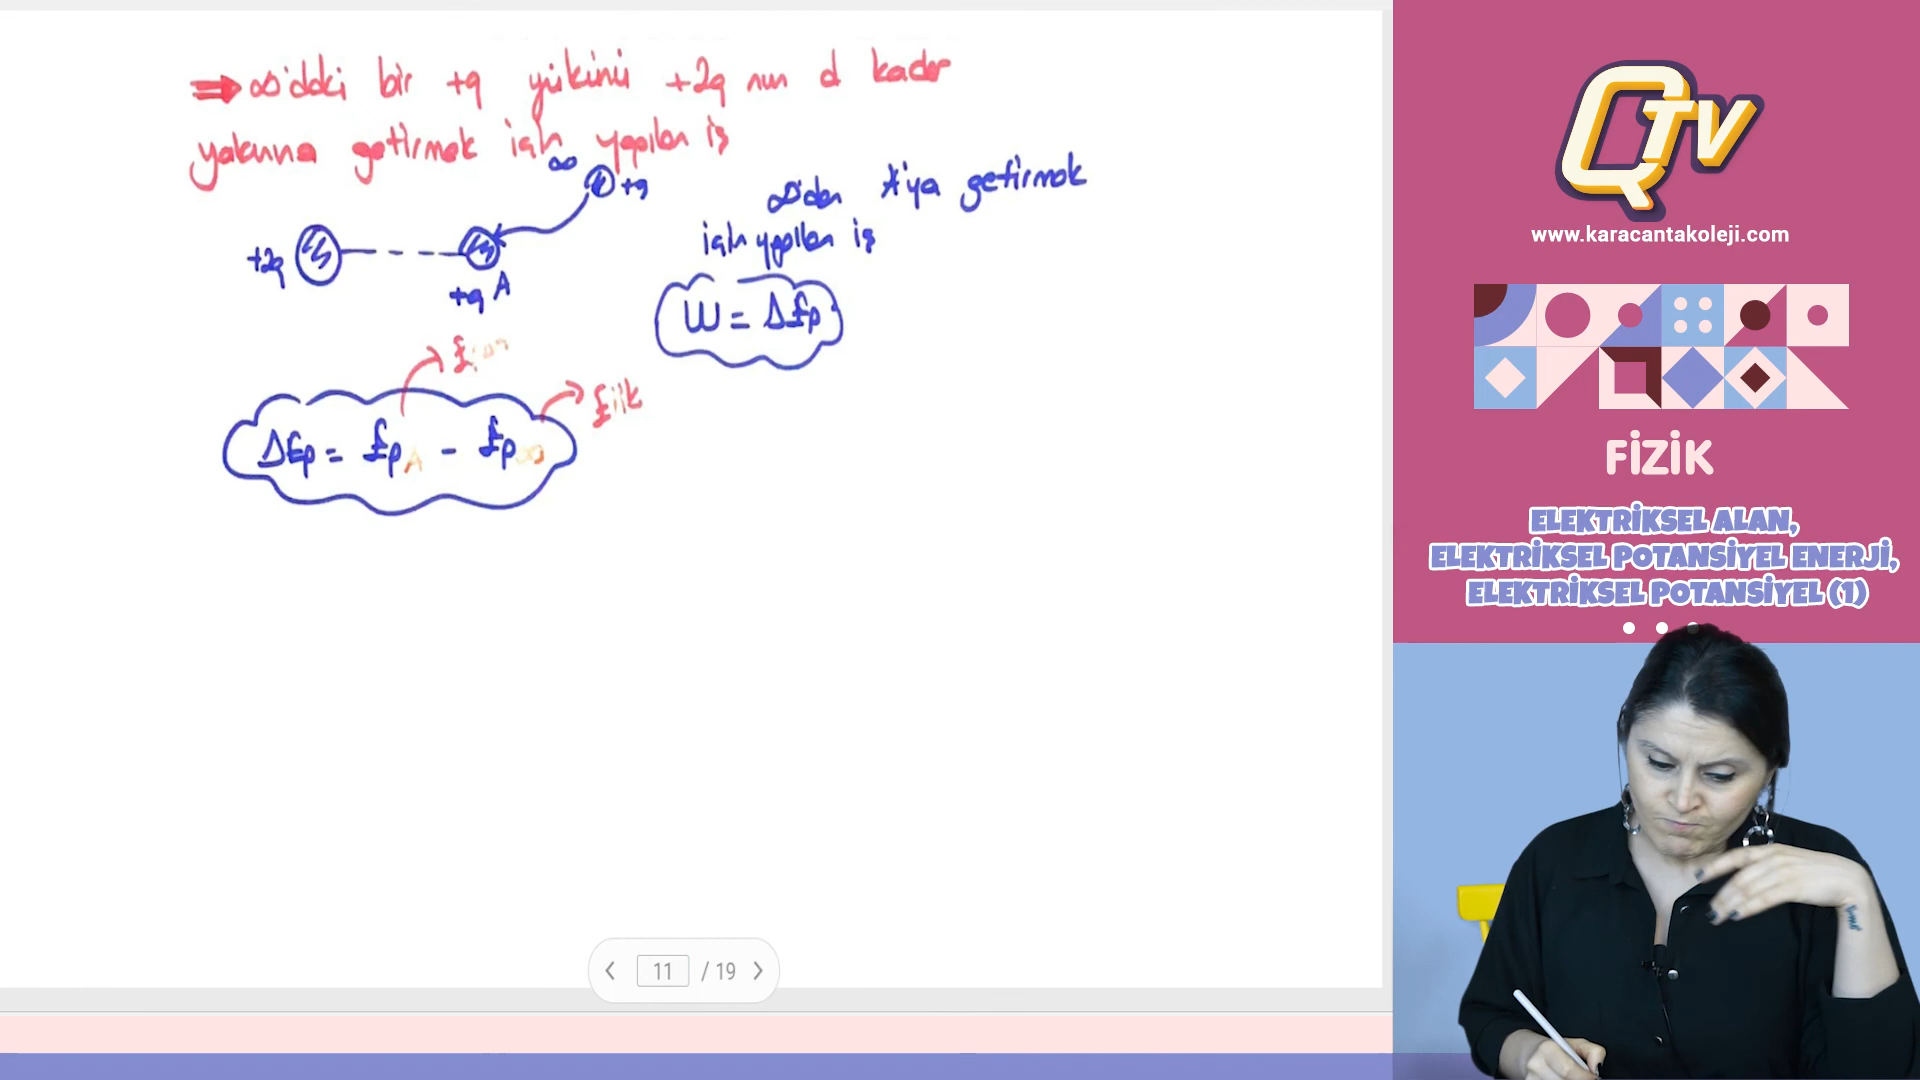 ⇒ ∞'daki bir +q yükünü +2q nun d kadar
yakınına getirmek için yapılan iş
∞
+q
+2q
+q A
∞'dan A'ya getirmek
için yapılan iş
W = ΔEp
Eson
Eilk
ΔEp = EpA - Ep∞
11 / 19
QTV
www.karacantakoleji.com
FİZİK
ELEKTRİKSEL ALAN,
ELEKTRİKSEL POTANSİYEL ENERJİ,
ELEKTRİKSEL POTANSİYEL (1)